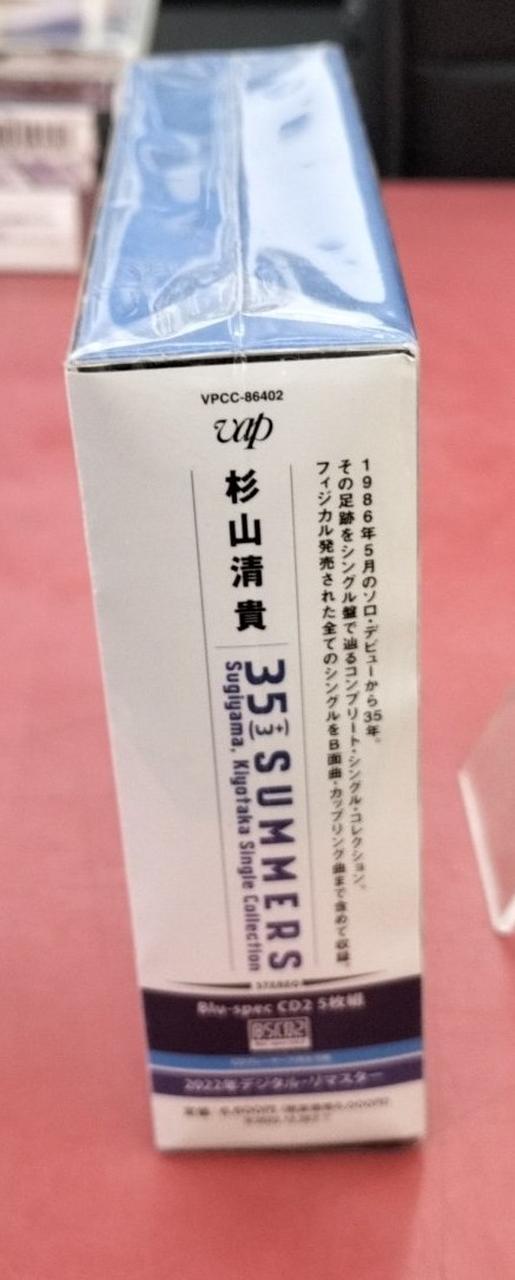 VPCC-86402
vap
1986年5月のソロ・デビューから35年。
その足跡をシングル盤で辿るコンプリート・シングル・コレクション。
フィジカル発売された全てのシングルをB面曲・カップリング曲まで含めて収録。
杉山清貴
35(+3) SUMMERS
Sugiyama, Kiyotaka Single Collection
STEREO
Blu-spec CD2 5枚組
BSCD2
2022年デジタル・リマスター